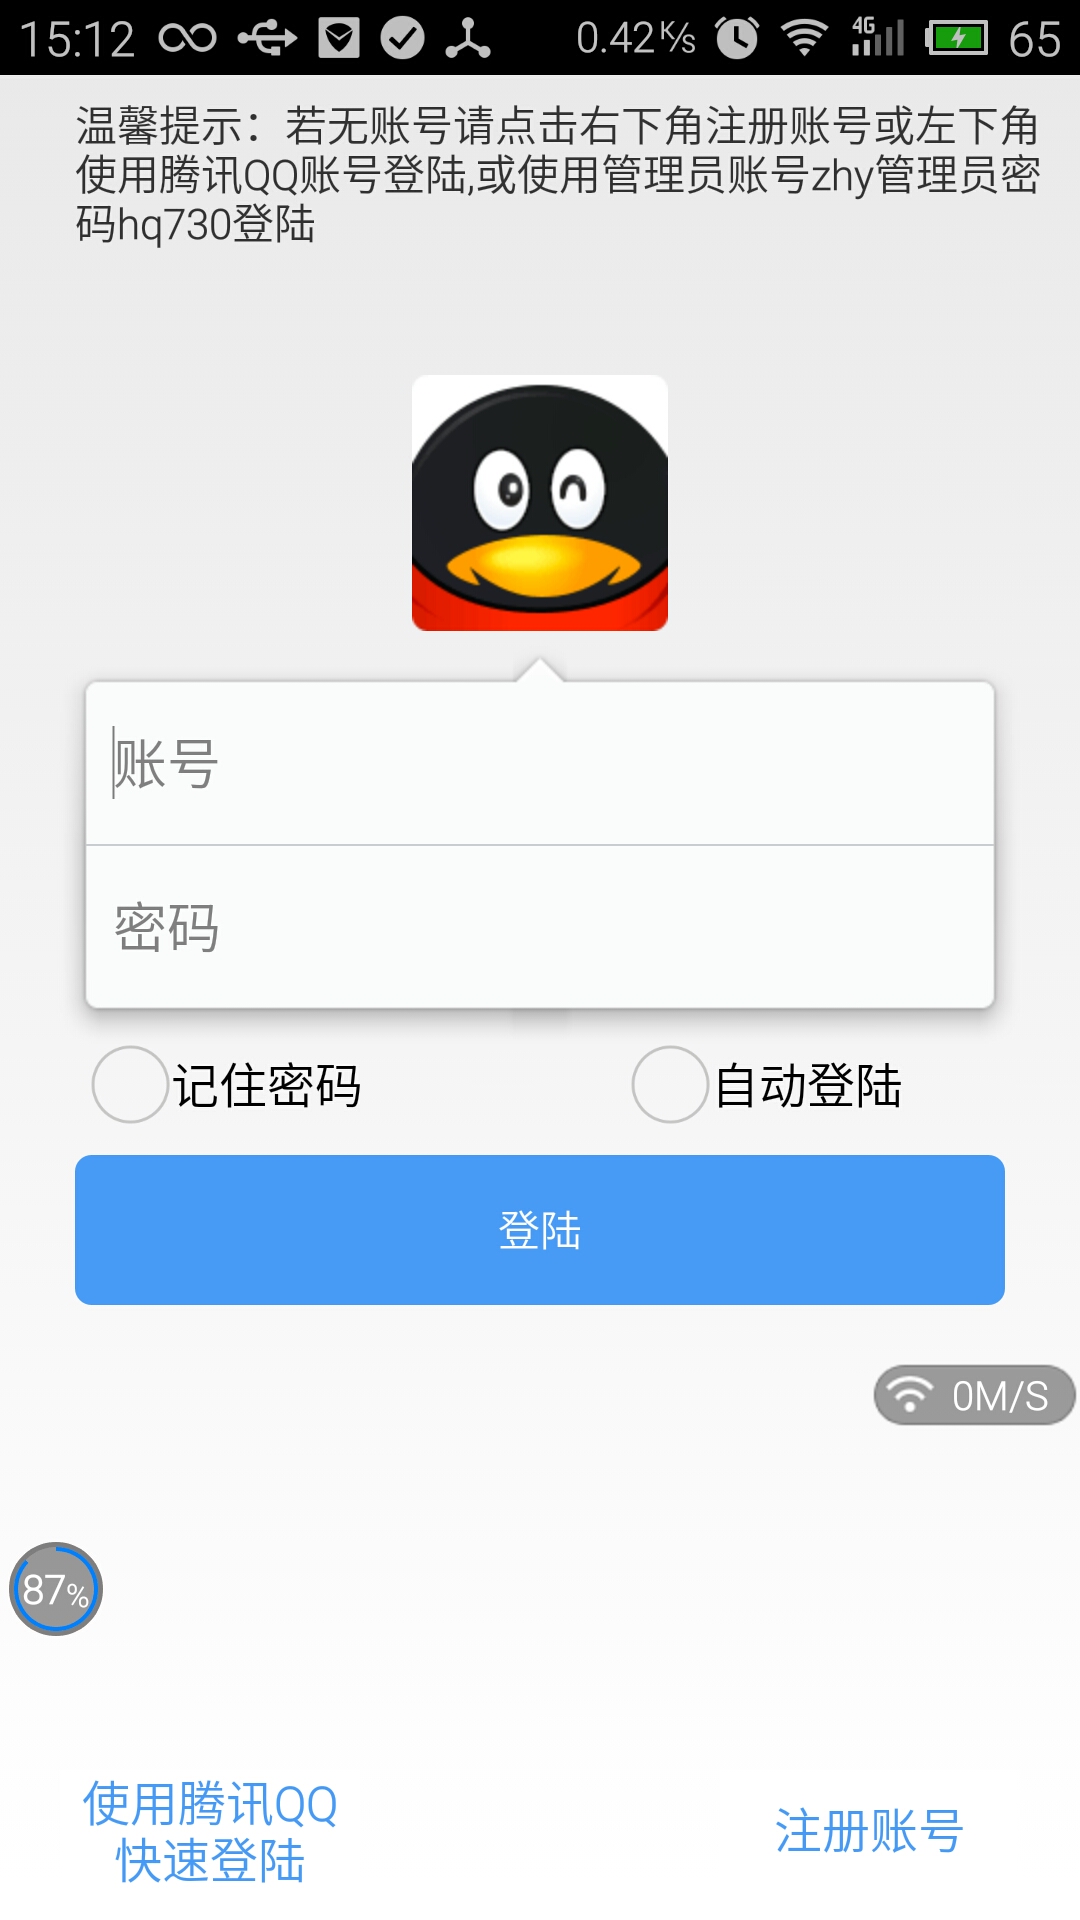 15:12 0.42K/s 4G 65
温馨提示：若无账号请点击右下角注册账号或左下角
使用腾讯QQ账号登陆,或使用管理员账号zhy管理员密
码hq730登陆
账号
密码
记住密码 自动登陆
登陆
0M/S
87%
使用腾讯QQ
快速登陆
注册账号